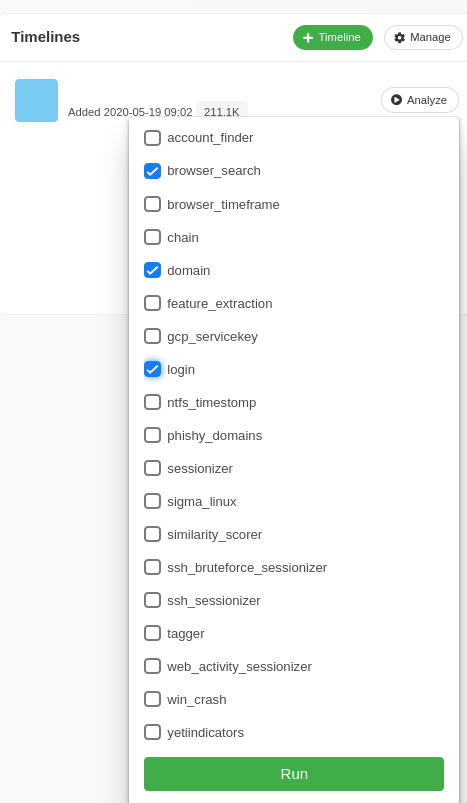 Timelines
Timeline
Manage
Added 2020-05-19 09:02 211.1K
Analyze
account_finder
browser_search
browser_timeframe
chain
domain
feature_extraction
gcp_servicekey
login
ntfs_timestomp
phishy_domains
sessionizer
sigma_linux
similarity_scorer
ssh_bruteforce_sessionizer
ssh_sessionizer
tagger
web_activity_sessionizer
win_crash
yetiindicators
Run